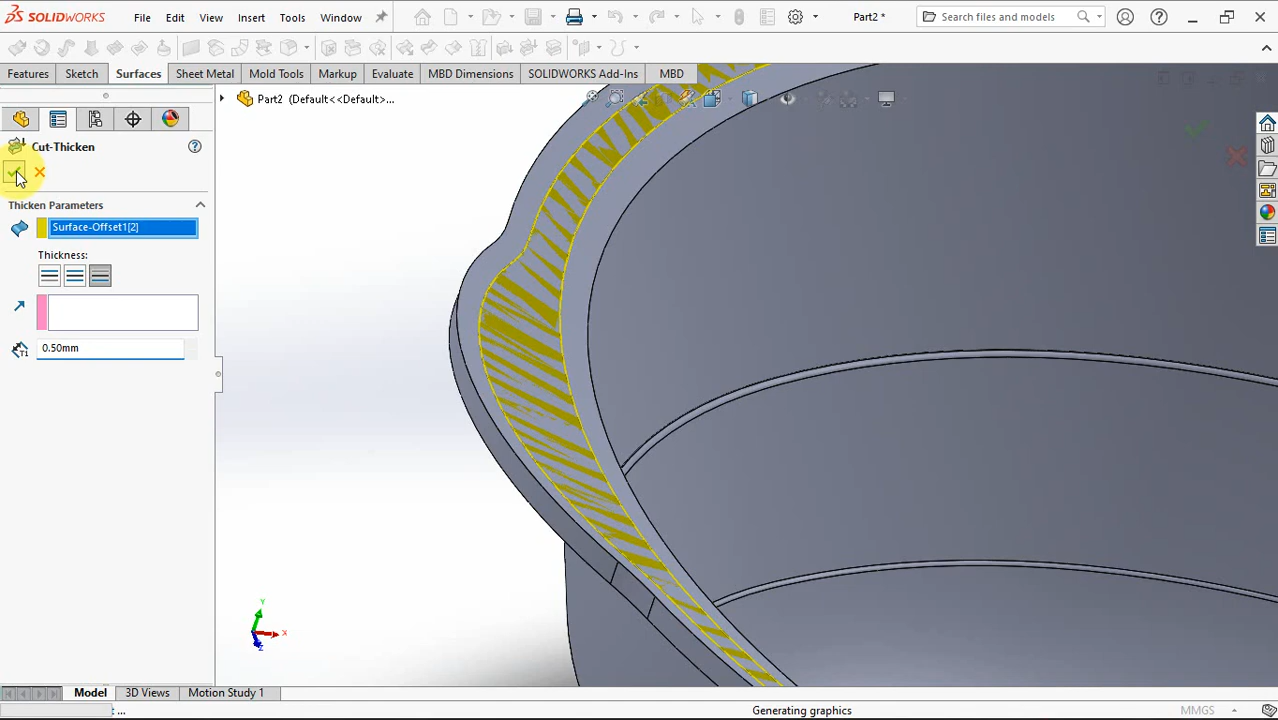 SOLIDWORKS File Edit View Insert Tools Window Part2 * Search files and models
Features Sketch Surfaces Sheet Metal Mold Tools Markup Evaluate MBD Dimensions SOLIDWORKS Add-Ins MBD
Part2 (Default<<Default>...
Cut-Thicken
Thicken Parameters
Surface-Offset1[2]
Thickness:
T1 0.50mm
Y
X
Z
Model 3D Views Motion Study 1
... Generating graphics MMGS